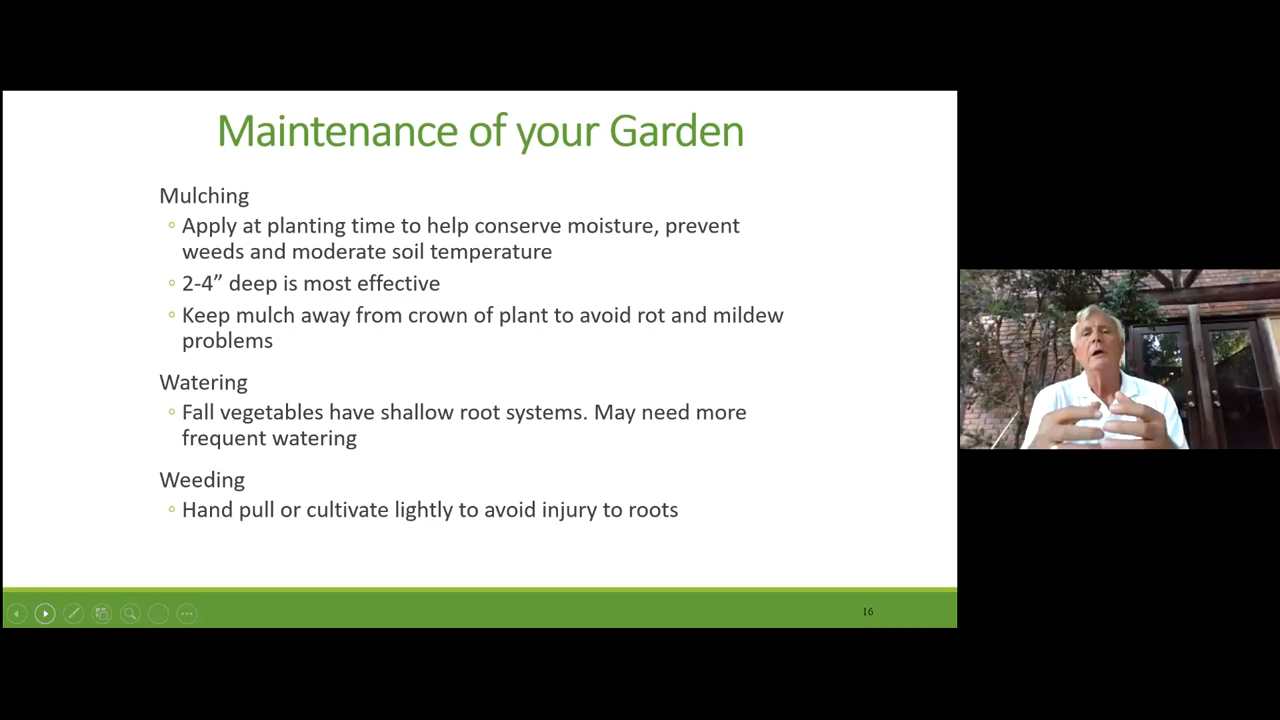 Maintenance of your Garden
Mulching
◦ Apply at planting time to help conserve moisture, prevent
weeds and moderate soil temperature
◦ 2-4” deep is most effective
◦ Keep mulch away from crown of plant to avoid rot and mildew
problems
Watering
◦ Fall vegetables have shallow root systems. May need more
frequent watering
Weeding
◦ Hand pull or cultivate lightly to avoid injury to roots
16